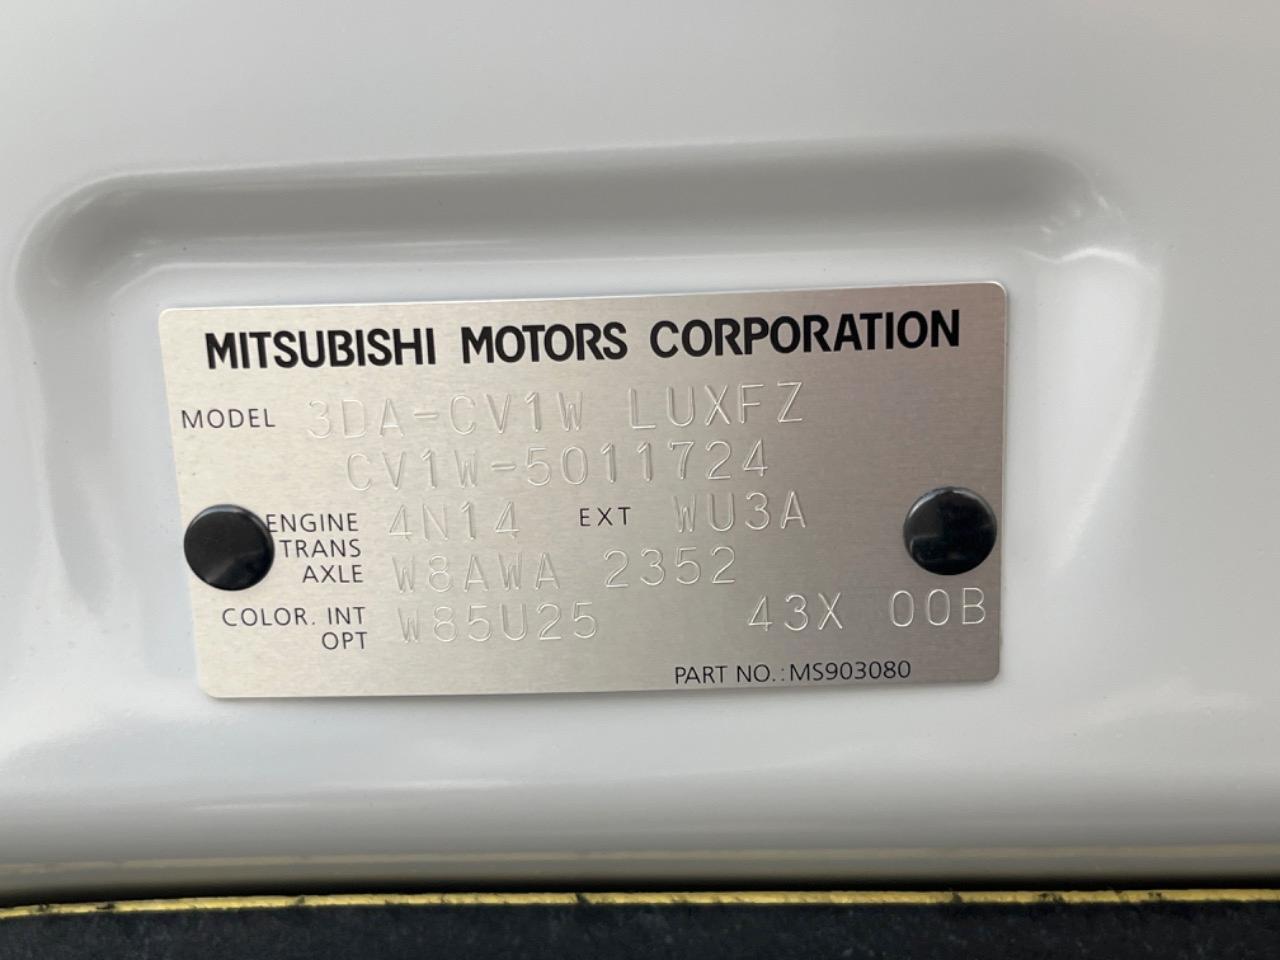 MITSUBISHI MOTORS CORPORATION
MODEL 3DA-CV1W LUXFZ
CV1W-5011724
ENGINE 4N14 EXT WU3A
TRANS
AXLE W8AWA 2352
COLOR. INT
OPT W85U25 43X 00B
PART NO.:MS903080